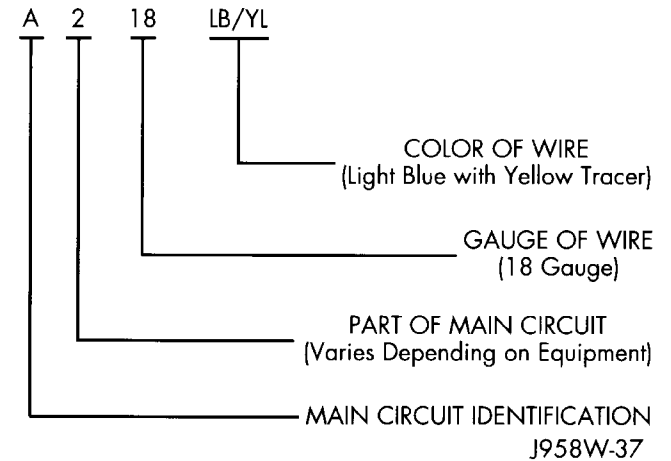 A 2 18 LB/YL
COLOR OF WIRE
(Light Blue with Yellow Tracer)
GAUGE OF WIRE
(18 Gauge)
PART OF MAIN CIRCUIT
(Varies Depending on Equipment)
MAIN CIRCUIT IDENTIFICATION
J958W-37